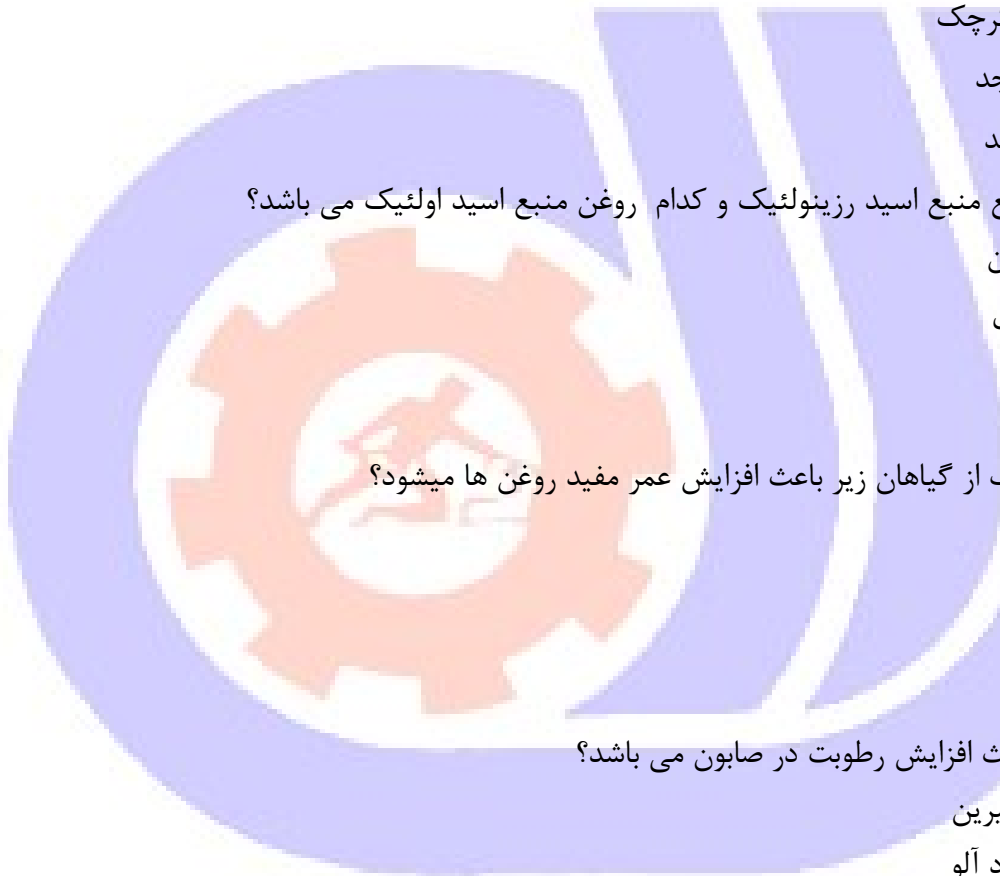 رچک
جد
د
ع منبع اسید رزینولئیک و کدام روغن منبع اسید اولئیک می باشد؟
ن
ک از گیاهان زیر باعث افزایش عمر مفید روغن ها میشود؟
ث افزایش رطوبت در صابون می باشد؟
یرین
د آلو